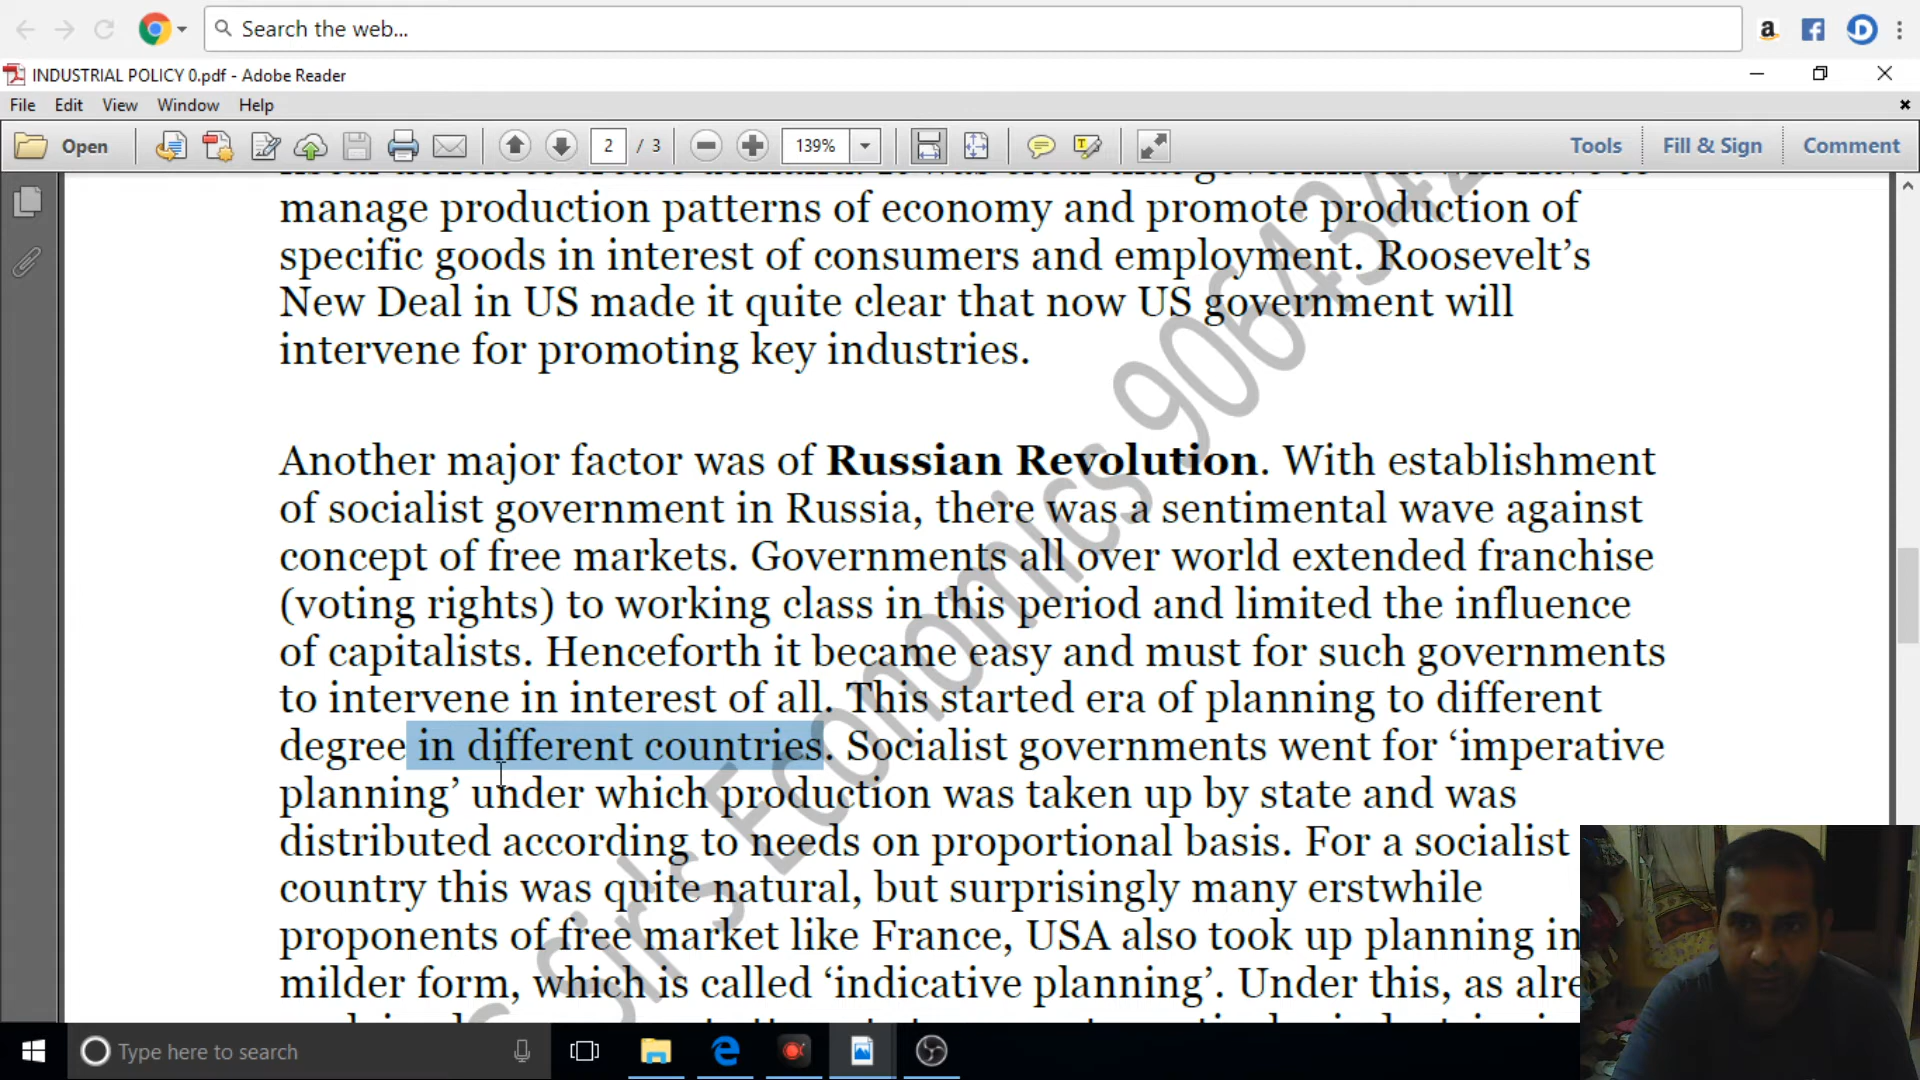 Search the web...
a
INDUSTRIAL POLICY 0.pdf - Adobe Reader
File Edit View Window Help
Open 2 / 3 139% Tools Fill & Sign Comment
manage production patterns of economy and promote production of
specific goods in interest of consumers and employment. Roosevelt’s
New Deal in US made it quite clear that now US government will
intervene for promoting key industries.
Another major factor was of Russian Revolution. With establishment
of socialist government in Russia, there was a sentimental wave against
concept of free markets. Governments all over world extended franchise
(voting rights) to working class in this period and limited the influence
of capitalists. Henceforth it became easy and must for such governments
to intervene in interest of all. This started era of planning to different
degree in different countries. Socialist governments went for ‘imperative
planning’ under which production was taken up by state and was
distributed according to needs on proportional basis. For a socialist
country this was quite natural, but surprisingly many erstwhile
proponents of free market like France, USA also took up planning in
milder form, which is called ‘indicative planning’. Under this, as alre
Sir's Economics 906434
Type here to search